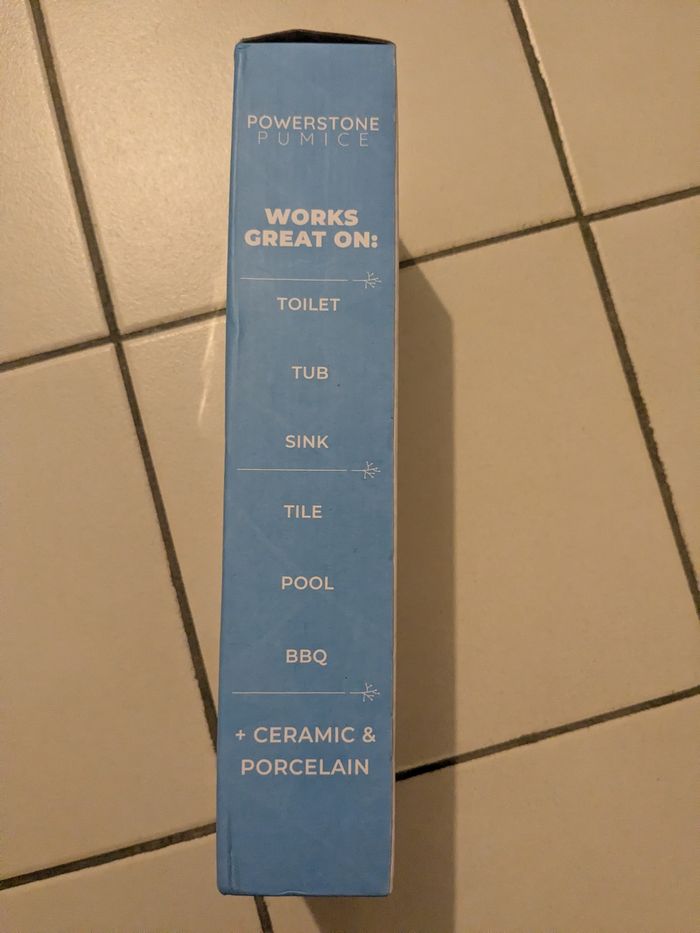 POWERSTONE
PUMICE
WORKS
GREAT ON:
TOILET
TUB
SINK
TILE
POOL
BBQ
+ CERAMIC &
PORCELAIN